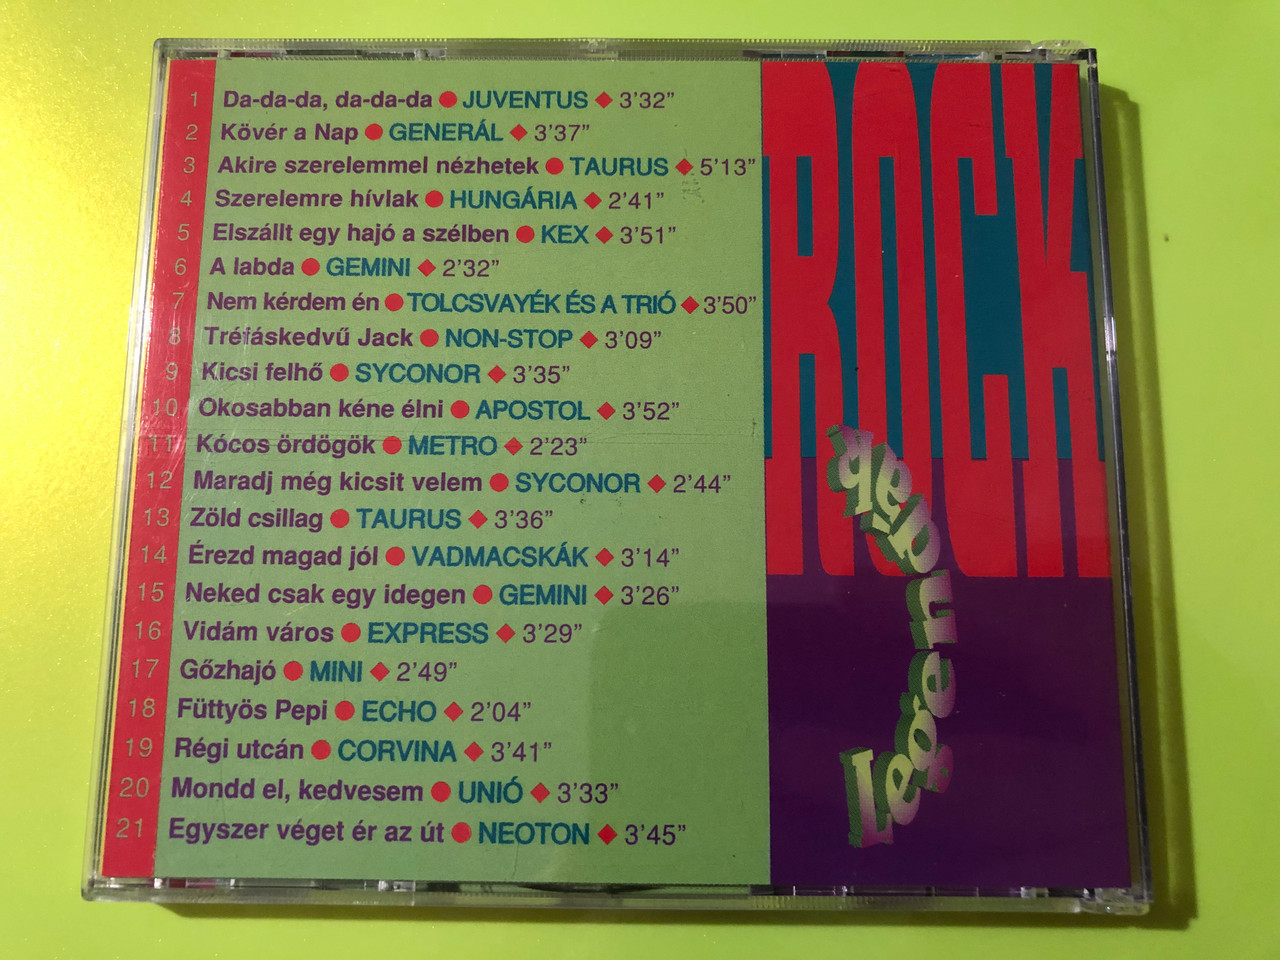 1 Da-da-da, da-da-da ● JUVENTUS ◆ 3'32"
2 Kövér a Nap ● GENERÁL ◆ 3'37"
3 Akire szerelemmel nézhetek ● TAURUS ◆ 5'13"
4 Szerelemre hívlak ● HUNGÁRIA ◆ 2'41"
5 Elszállt egy hajó a szélben ● KEX ◆ 3'51"
6 A labda ● GEMINI ◆ 2'32"
7 Nem kérdem én ● TOLCSVAYÉK ÉS A TRIÓ ◆ 3'50"
8 Tréfáskedvű Jack ● NON-STOP ◆ 3'09"
9 Kicsi felhő ● SYCONOR ◆ 3'35"
10 Okosabban kéne élni ● APOSTOL ◆ 3'52"
11 Kócos ördögök ● METRO ◆ 2'23"
12 Maradj még kicsit velem ● SYCONOR ◆ 2'44"
13 Zöld csillag ● TAURUS ◆ 3'36"
14 Érezd magad jól ● VADMACSKÁK ◆ 3'14"
15 Neked csak egy idegen ● GEMINI ◆ 3'26"
16 Vidám város ● EXPRESS ◆ 3'29"
17 Gőzhajó ● MINI ◆ 2'49"
18 Füttyös Pepi ● ECHO ◆ 2'04"
19 Régi utcán ● CORVINA ◆ 3'41"
20 Mondd el, kedvesem ● UNIÓ ◆ 3'33"
21 Egyszer véget ér az út ● NEOTON ◆ 3'45"
ROCK
Legendák